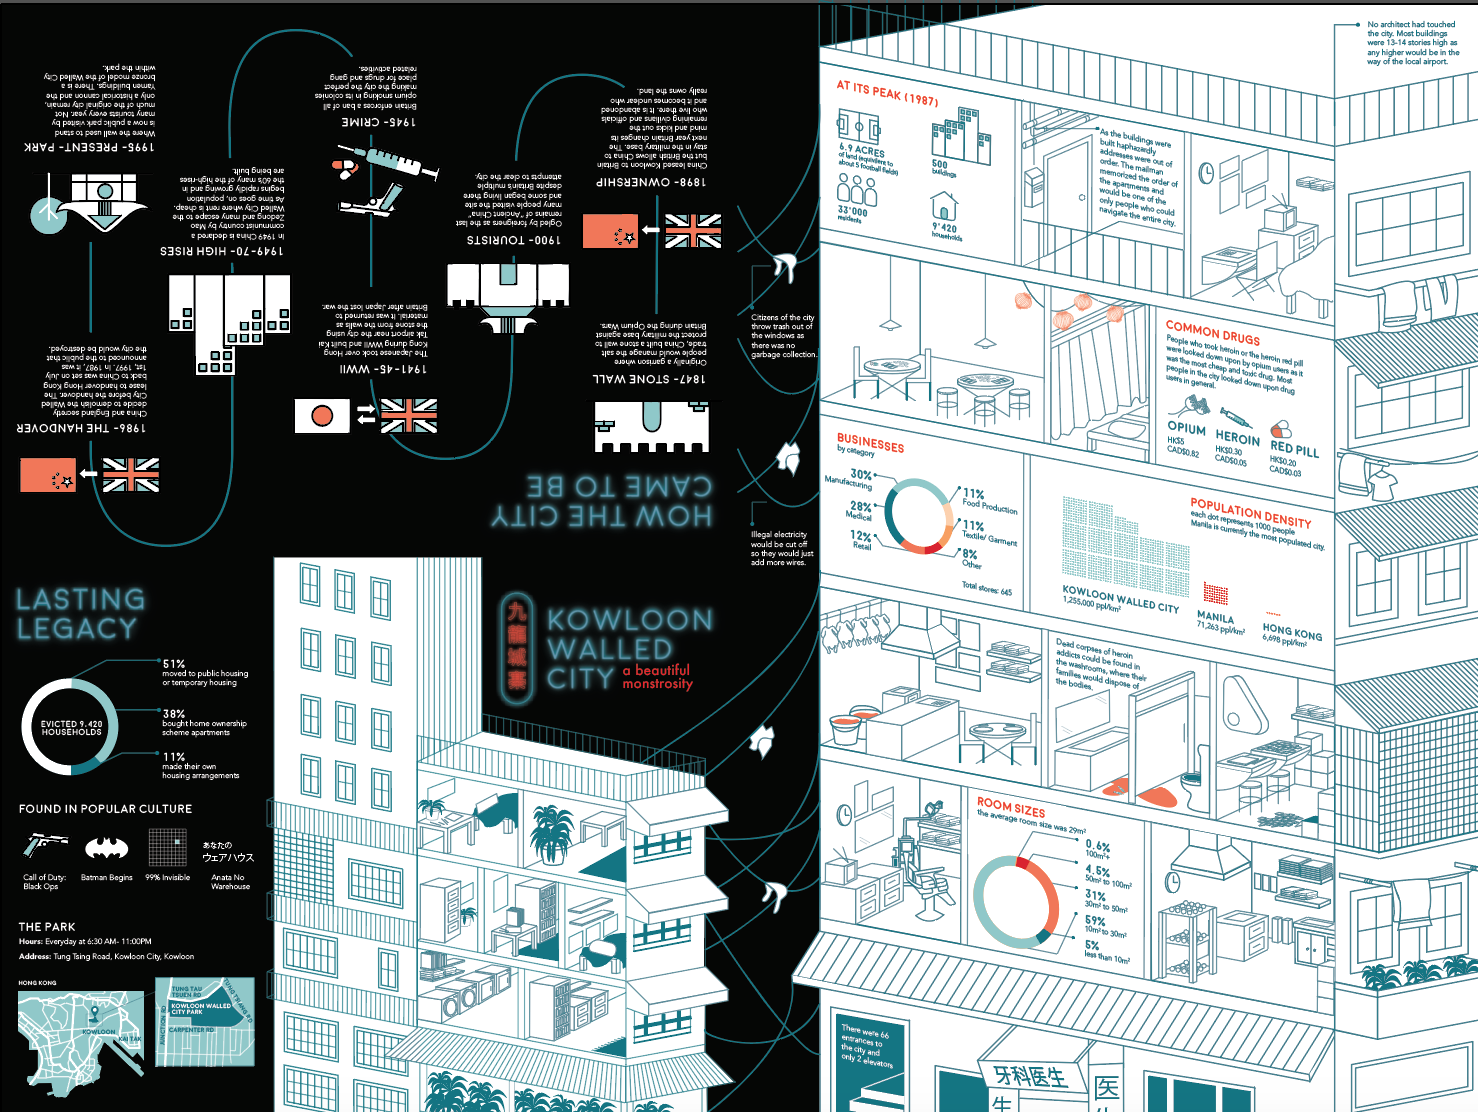 No architect had touched
the city. Most buildings
were 13-14 stories high as
any higher would be in the
way of the local airport.
AT ITS PEAK (1987)
6.9 ACRES
of land (equivalent to
about 5 football fields)
500
buildings
33'000
residents
9'420
households
As the buildings were
built haphazardly
addresses were out of
order. The mailman
memorized the order of
the apartments and
would be one of the
only people who could
navigate the entire city.
Citizens of the city
throw trash out of
the windows as
there was no
garbage collection.
COMMON DRUGS
People who took heroin or the heroin red pill
were looked down upon by opium users as it
was the most cheap and toxic drug. Most
people in the city looked down upon drug
users in general.
OPIUM
HK$5
CAD$0.82
HEROIN
HK$0.30
CAD$0.05
RED PILL
HK$0.20
CAD$0.03
BUSINESSES
by category
30%
Manufacturing
28%
Medical
12%
Retail
11%
Food Production
11%
Textile/ Garment
8%
Other
Total stores: 645
POPULATION DENSITY
each dot represents 1000 people
Manila is currently the most populated city.
KOWLOON WALLED CITY
1,255,000 ppl/km²
MANILA
71,263 ppl/km²
HONG KONG
6,698 ppl/km²
Illegal electricity
would be cut off
so they would just
add more wires.
Dead corpses of heroin
addicts could be found in
the washrooms, where their
families would dispose of
the bodies.
ROOM SIZES
the average room size was 29m²
0.6%
100m²+
4.5%
50m² to 100m²
31%
30m² to 50m²
59%
10m² to 30m²
5%
less than 10m²
There were 66
entrances to
the city and
only 2 elevators
牙科医生
医
生
九
龍
城
寨
KOWLOON
WALLED
CITY
a beautiful
monstrosity
HOW THE CITY
CAME TO BE
1847- STONE WALL
Originally a garrison where
people would manage the salt
trade, China built a stone wall to
protect the military base against
Britain during the Opium Wars.
1898- OWNERSHIP
China leased Kowloon to Britain
but the British allows China to
stay in the military base. The
next year Britain changes its
mind and kicks out the
remaining civilians and officials
who live there. It is abandoned
and it becomes unclear who
really owns the land.
1900- TOURISTS
Ogled by foreigners as the last
remains of "Ancient China"
many people visited the site
and some began living there
despite Britains multiple
attempts to clear the city.
1941-45- WWII
The Japanese took over Hong
Kong during WWII and built Kai
Tak airport near the city using
the stone from the walls as
material. It was returned to
Britain after Japan lost the war.
1945- CRIME
Britain enforces a ban of all
opium smoking in its colonies
making the city the perfect
place for drugs and gang
related activities.
1949-70- HIGH RISES
In 1949 China is declared a
communist country by Mao
Zedong and many escape to the
Walled City where rent is cheap.
As time goes on, population
begins rapidly growing and in
the 60's many of the high-rises
are being built.
1986- THE HANDOVER
China and England secretly
decide to demolish the Walled
City before the handover. The
lease to handover Hong Kong
back to China was set on July
1st, 1997. In 1987, it was
announced to the public that
the city would be destroyed.
1995- PRESENT- PARK
Where the wall used to stand
is now a public park visited by
many tourists every year. Not
much of the original city remain,
only a historical cannon and the
Yamen buildings. There is a
bronze model of the Walled City
within the park.
LASTING
LEGACY
EVICTED 9,420
HOUSEHOLDS
51%
moved to public housing
or temporary housing
38%
bought home ownership
scheme apartments
11%
made their own
housing arrangements
FOUND IN POPULAR CULTURE
Call of Duty:
Black Ops
Batman Begins
99% Invisible
あなたの
ウェアハウス
Anata No
Warehouse
THE PARK
Hours: Everyday at 6:30 AM- 11:00PM
Address: Tung Tsing Road, Kowloon City, Kowloon
HONG KONG
KOWLOON
KAI TAK
TUNG TAU
TSUEN RD
TUNG TSING RD
KOWLOON WALLED
CITY PARK
JUNCTION RD
CARPENTER RD